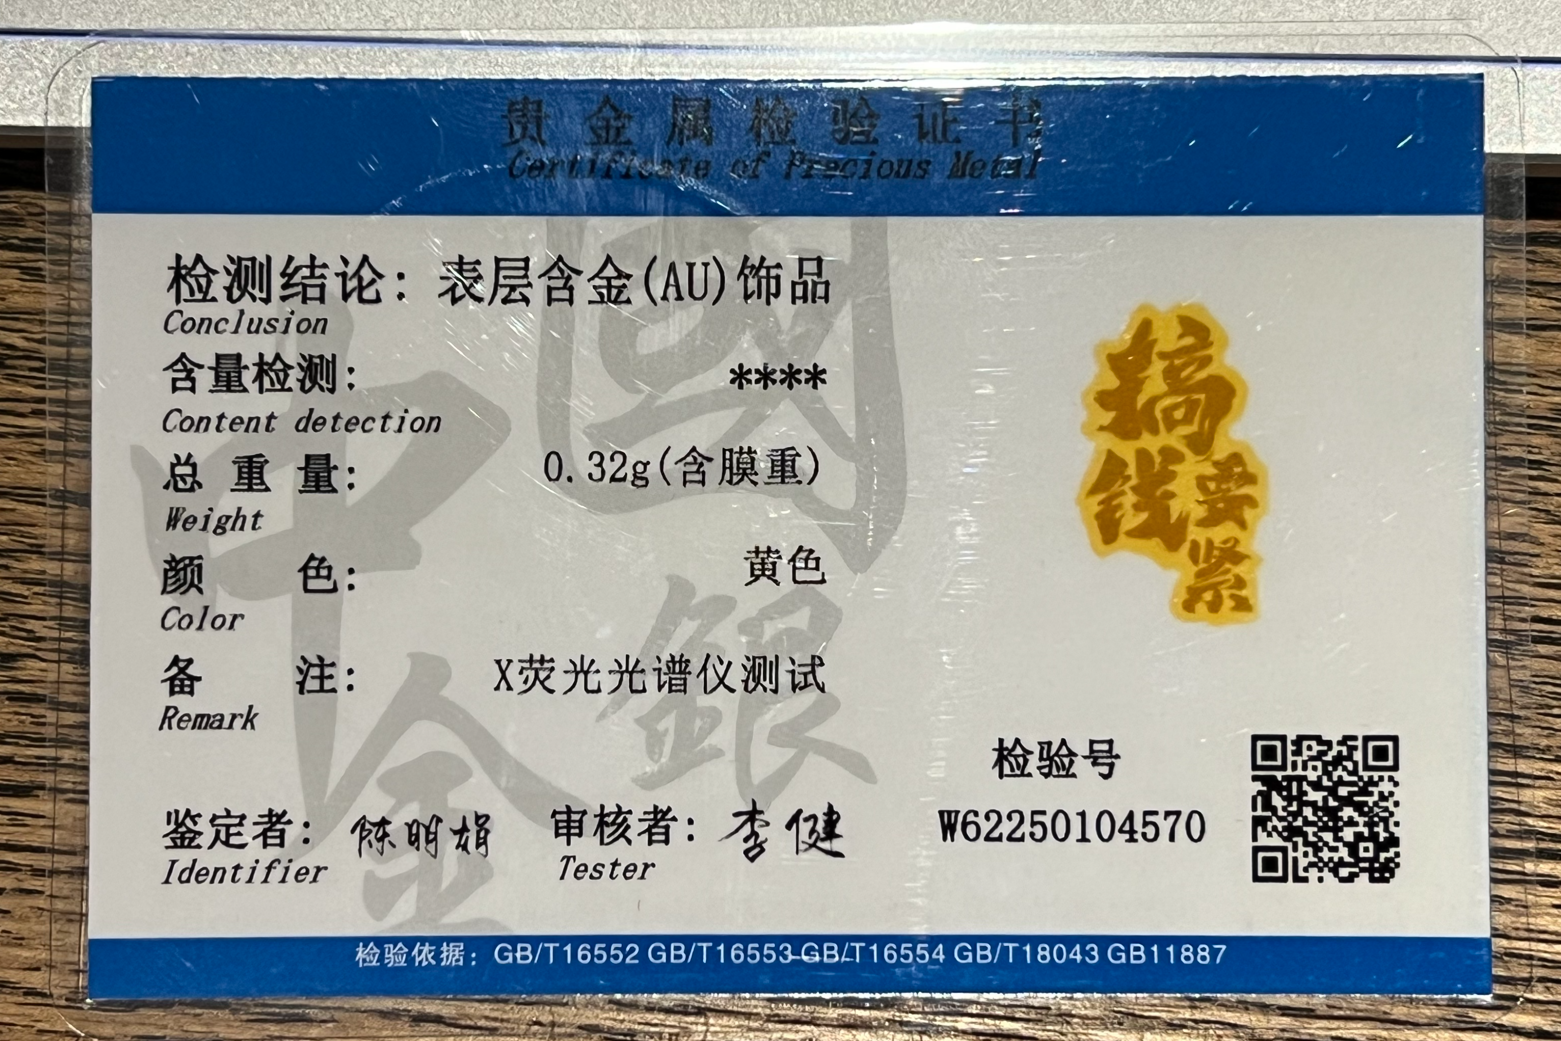 贵金属检验证书
Certificate of Precious Metal
检测结论：表层含金(AU)饰品
Conclusion
含量检测：****
Content detection
总重量：0.32g(含膜重)
Weight
颜色：黄色
Color
备注：X荧光光谱仪测试
Remark
鉴定者：陈明娟 审核者：李健
Identifier Tester
搞
钱要
紧
检验号
W62250104570
中國
金銀
检验依据：GB/T16552 GB/T16553 GB/T16554 GB/T18043 GB11887